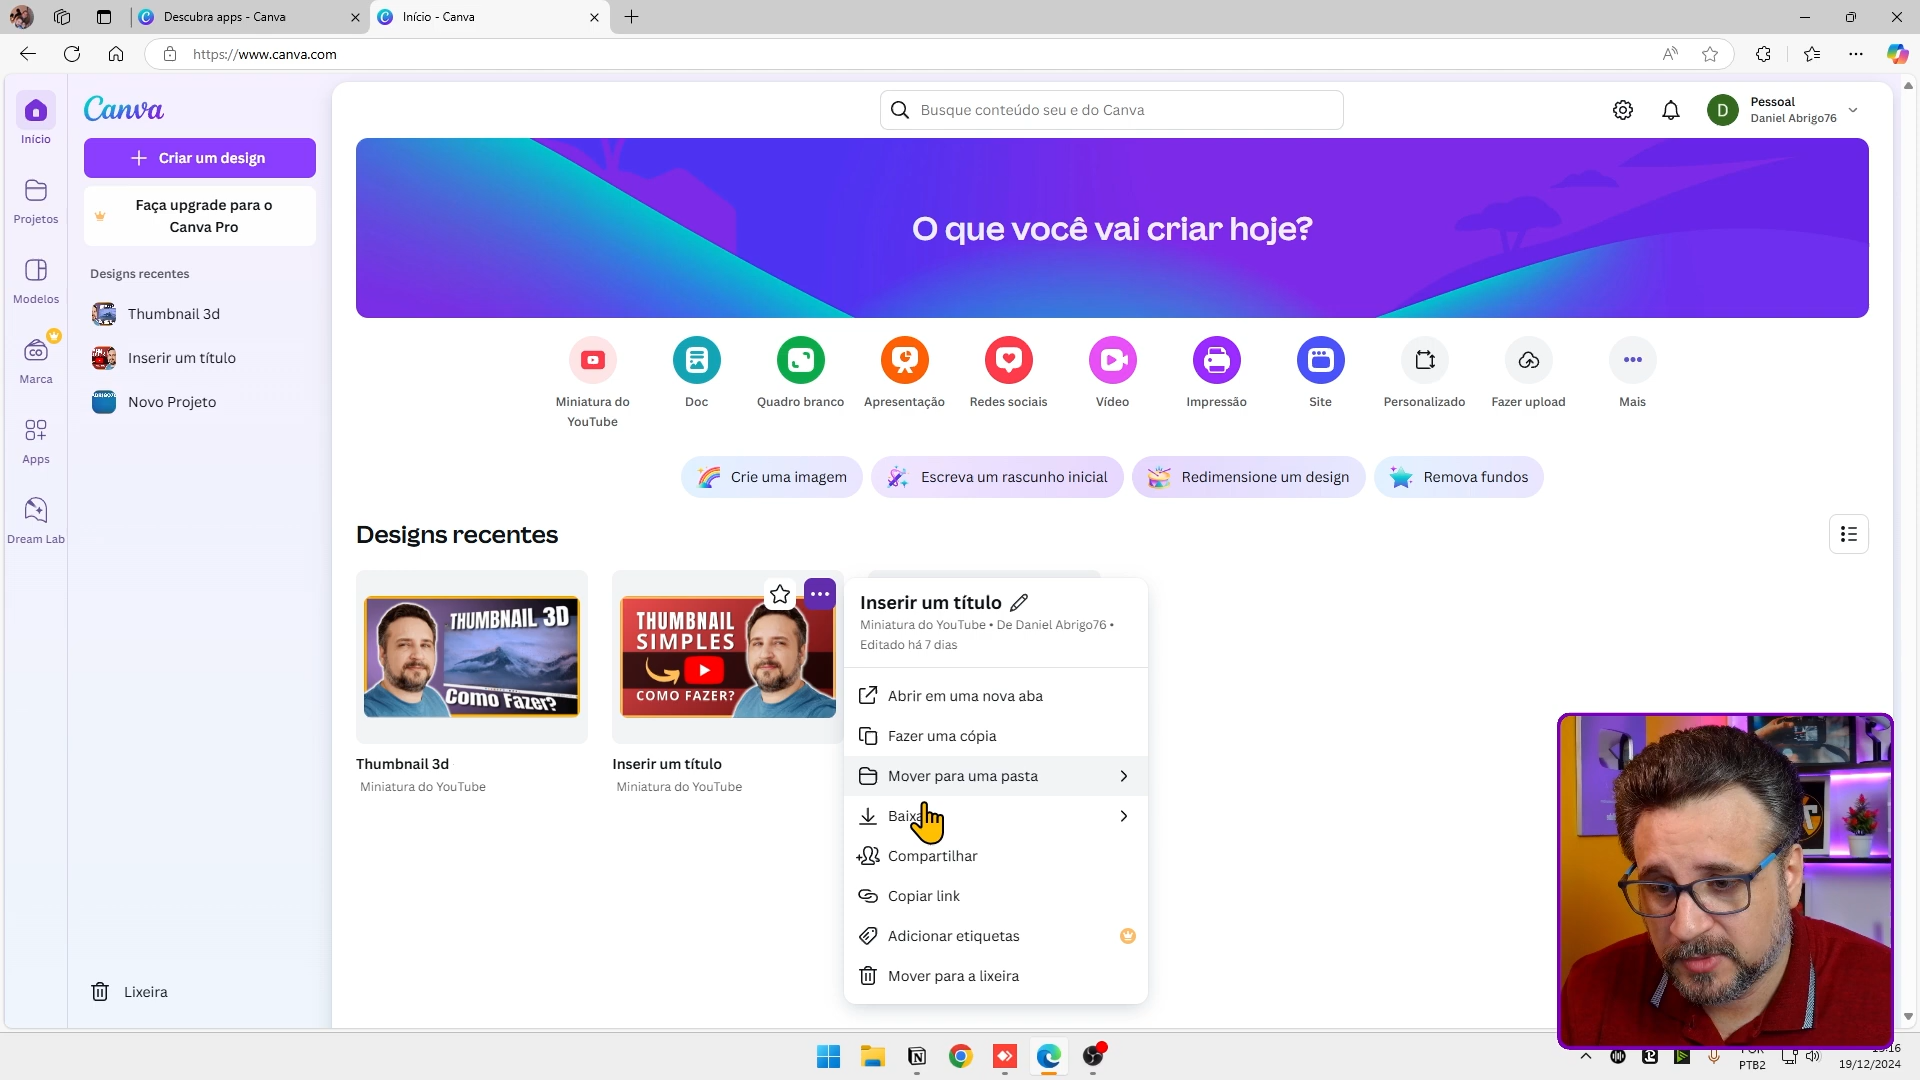 Descubra apps - Canva
Início - Canva
https://www.canva.com
Canva
Início
Criar um design
Faça upgrade para o
Canva Pro
Projetos
Designs recentes
Modelos
Thumbnail 3d
Inserir um título
Marca
Novo Projeto
Apps
Dream Lab
Lixeira
Busque conteúdo seu e do Canva
D
Pessoal
Daniel Abrigo76
O que você vai criar hoje?
Miniatura do
YouTube
Doc
Quadro branco
Apresentação
Redes sociais
Vídeo
Impressão
Site
Personalizado
Fazer upload
Mais
Crie uma imagem
Escreva um rascunho inicial
Redimensione um design
Remova fundos
Designs recentes
THUMBNAIL 3D
Como Fazer?
Thumbnail 3d
Miniatura do YouTube
THUMBNAIL
SIMPLES
COMO FAZER?
Inserir um título
Miniatura do YouTube
Inserir um título
Miniatura do YouTube • De Daniel Abrigo76 •
Editado há 7 dias
Abrir em uma nova aba
Fazer uma cópia
Mover para uma pasta
Compartilhar
Copiar link
Adicionar etiquetas
Mover para a lixeira
PTB2
19/12/2024